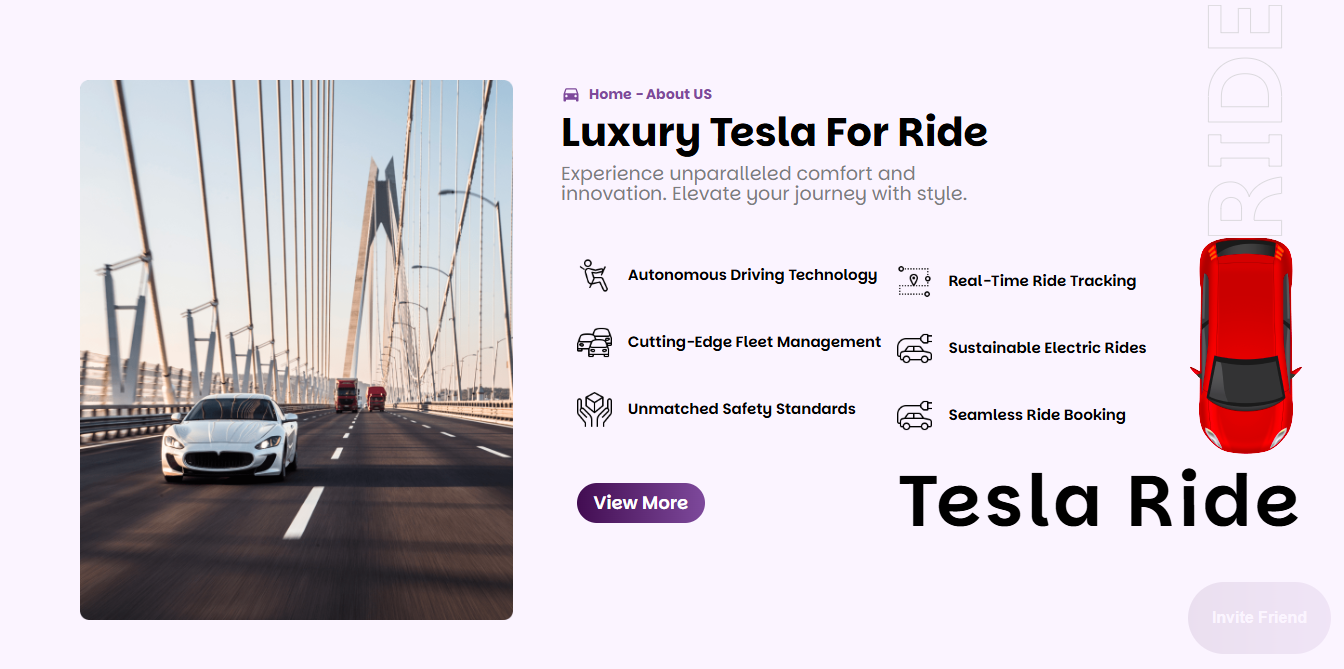 RIDE
Home - About US
Luxury Tesla For Ride
Experience unparalleled comfort and
innovation. Elevate your journey with style.
Autonomous Driving Technology
Real-Time Ride Tracking
Cutting-Edge Fleet Management
Sustainable Electric Rides
Unmatched Safety Standards
Seamless Ride Booking
View More
Tesla Ride
Invite Friend